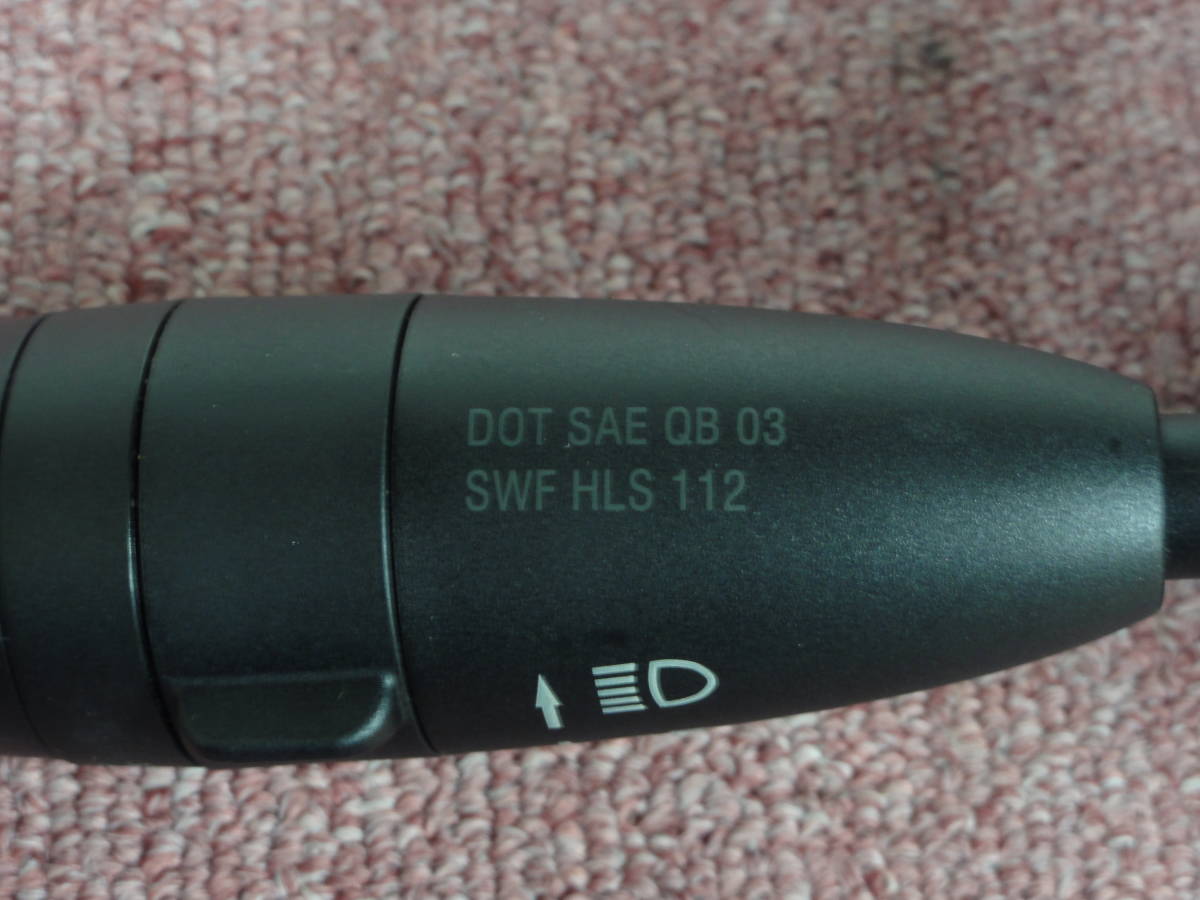 DOT SAE QB 03
SWF HLS 112